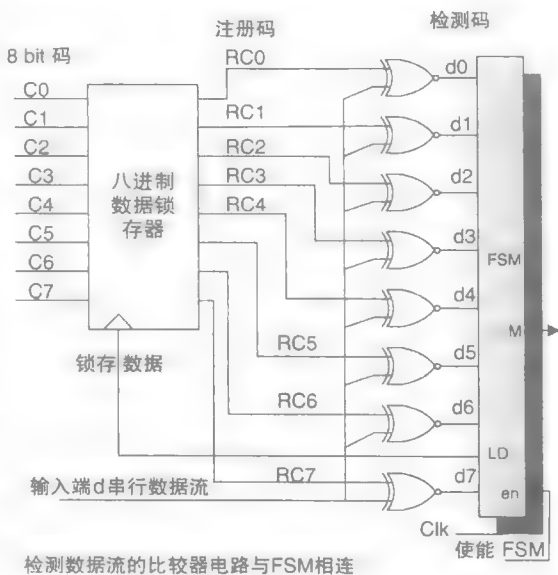 注册码
检测码
8 bit 码
RC0
d0
C0
C1
RC1
d1
C2
RC2
d2
C3
八进制
数据锁
存器
RC3
d3
C4
RC4
FSM
C5
d4
C6
M
C7
RC5
d5
锁存 数据
RC6
d6
LD
RC7
d7
输入端d串行数据流
en
Clk
使能 FSM
检测数据流的比较器电路与FSM相连